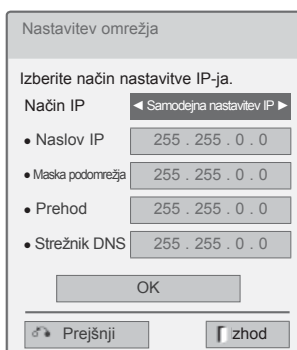 Nastavitev omrežja
Izberite način nastavitve IP-ja.
Način IP ◄ Samodejna nastavitev IP ►
• Naslov IP 255 . 255 . 0 . 0
• Maska podomrežja 255 . 255 . 0 . 0
• Prehod 255 . 255 . 0 . 0
• Strežnik DNS 255 . 255 . 0 . 0
OK
Prejšnji zhod